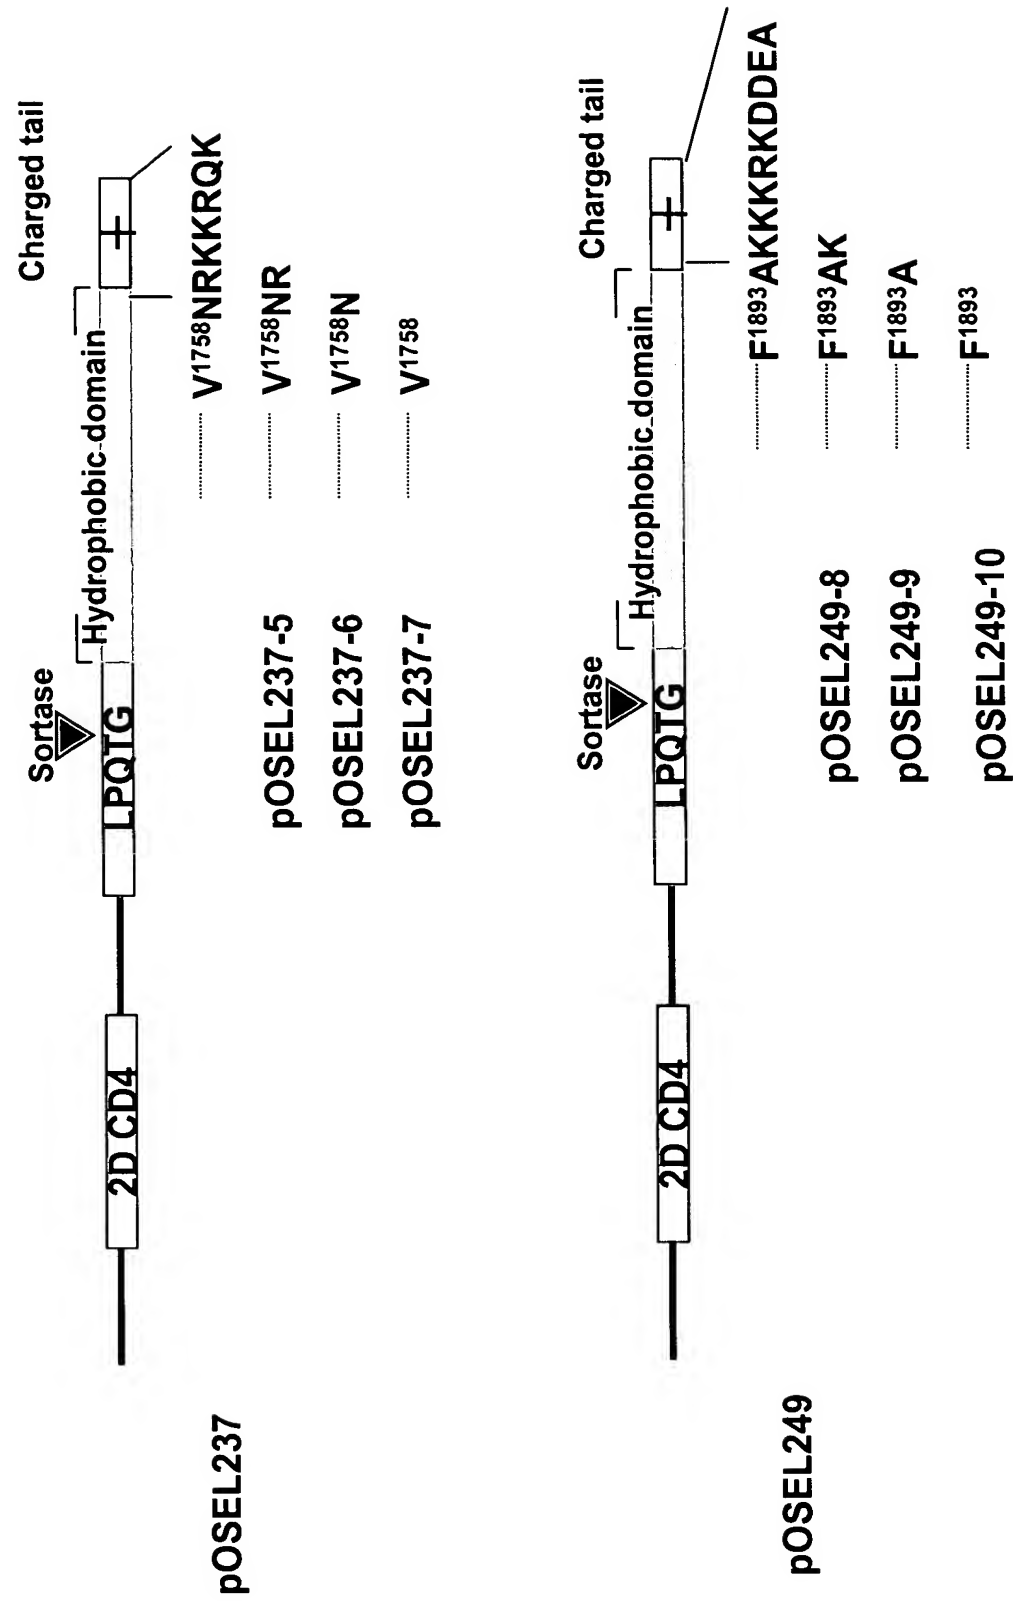 Charged tail
Sortase
Hydrophobic domain
2D CD4
LPQTG
+
pOSEL237
V1758NRKKRQK
pOSEL237-5
V1758NR
pOSEL237-6
V1758N
pOSEL237-7
V1758
Charged tail
Sortase
Hydrophobic domain
2D CD4
LPQTG
+
pOSEL249
F1893AKKRKDDEA
pOSEL249-8
F1893AK
pOSEL249-9
F1893A
pOSEL249-10
F1893